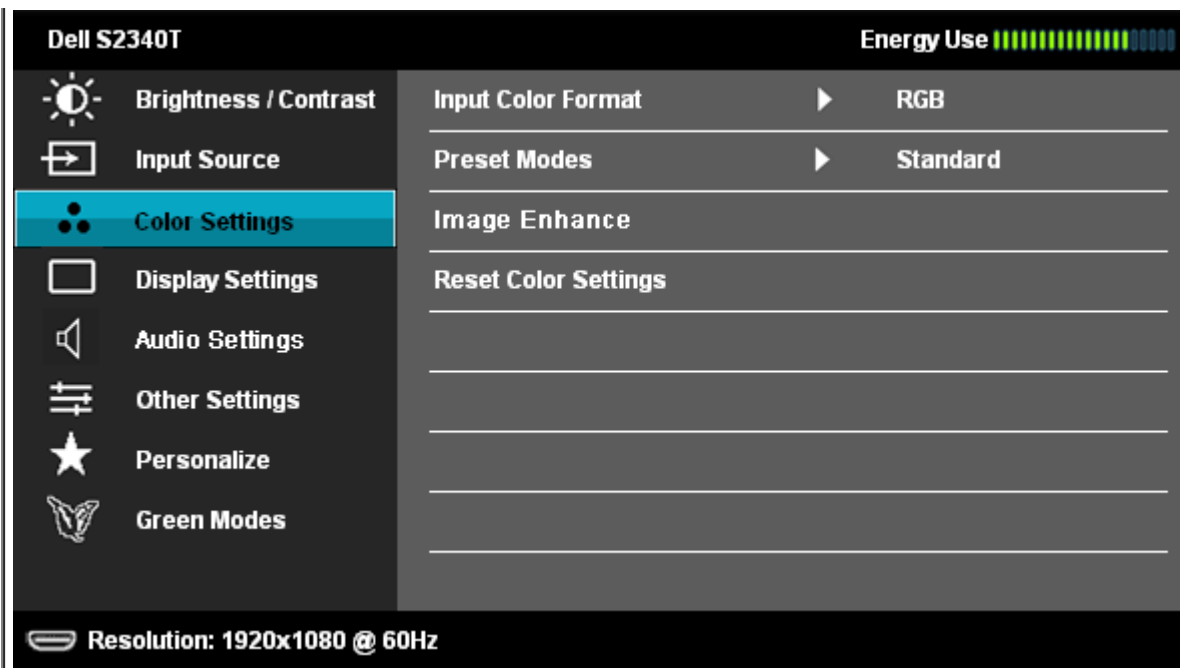 Dell S2340T Energy Use
Brightness / Contrast Input Color Format RGB
Input Source Preset Modes Standard
Color Settings Image Enhance
Display Settings Reset Color Settings
Audio Settings
Other Settings
Personalize
Green Modes
Resolution: 1920x1080 @ 60Hz